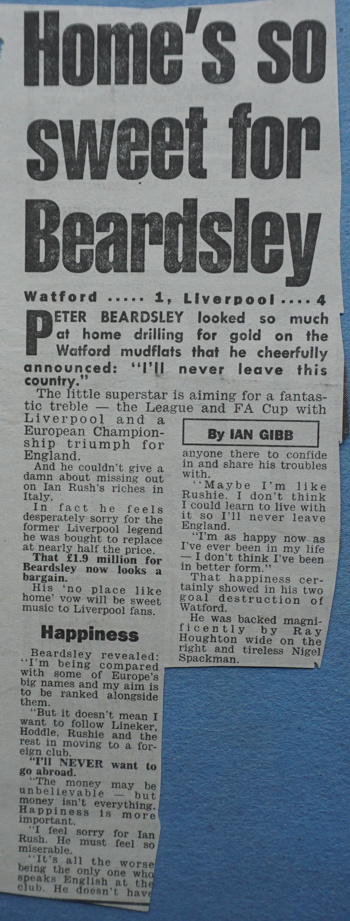 Home's so
sweet for
Beardsley
Watford ..... 1, Liverpool .... 4
PETER BEARDSLEY looked so much
at home drilling for gold on the
Watford mudflats that he cheerfully
announced: "I'll never leave this
country."
The little superstar is aiming for a fantas-
tic treble — the League and FA Cup with
Liverpool and a
European Champion-
ship triumph for
England.
And he couldn't give a
damn about missing out
on Ian Rush's riches in
Italy.
In fact he feels
desperately sorry for the
former Liverpool legend
he was bought to replace
at nearly half the price.
That £1.9 million for
Beardsley now looks a
bargain.
His 'no place like
home' vow will be sweet
music to Liverpool fans.
Happiness
Beardsley revealed:
"I'm being compared
with some of Europe's
big names and my aim is
to be ranked alongside
them.
"But it doesn't mean I
want to follow Lineker,
Hoddle, Rushie and the
rest in moving to a for-
eign club.
"I'll NEVER want to
go abroad.
"The money may be
unbelievable — but
money isn't everything.
Happiness is more
important.
"I feel sorry for Ian
Rush. He must feel so
miserable.
"It's all the worse
being the only one who
speaks English at the
club. He doesn't have
By IAN GIBB
anyone there to confide
in and share his troubles
with.
"Maybe I'm like
Rushie. I don't think
I could learn to live with
it so I'll never leave
England.
"I'm as happy now as
I've ever been in my life
— I don't think I've been
in better form."
That happiness cer-
tainly showed in his two
goal destruction of
Watford.
He was backed magni-
ficently by Ray
Houghton wide on the
right and tireless Nigel
Spackman.